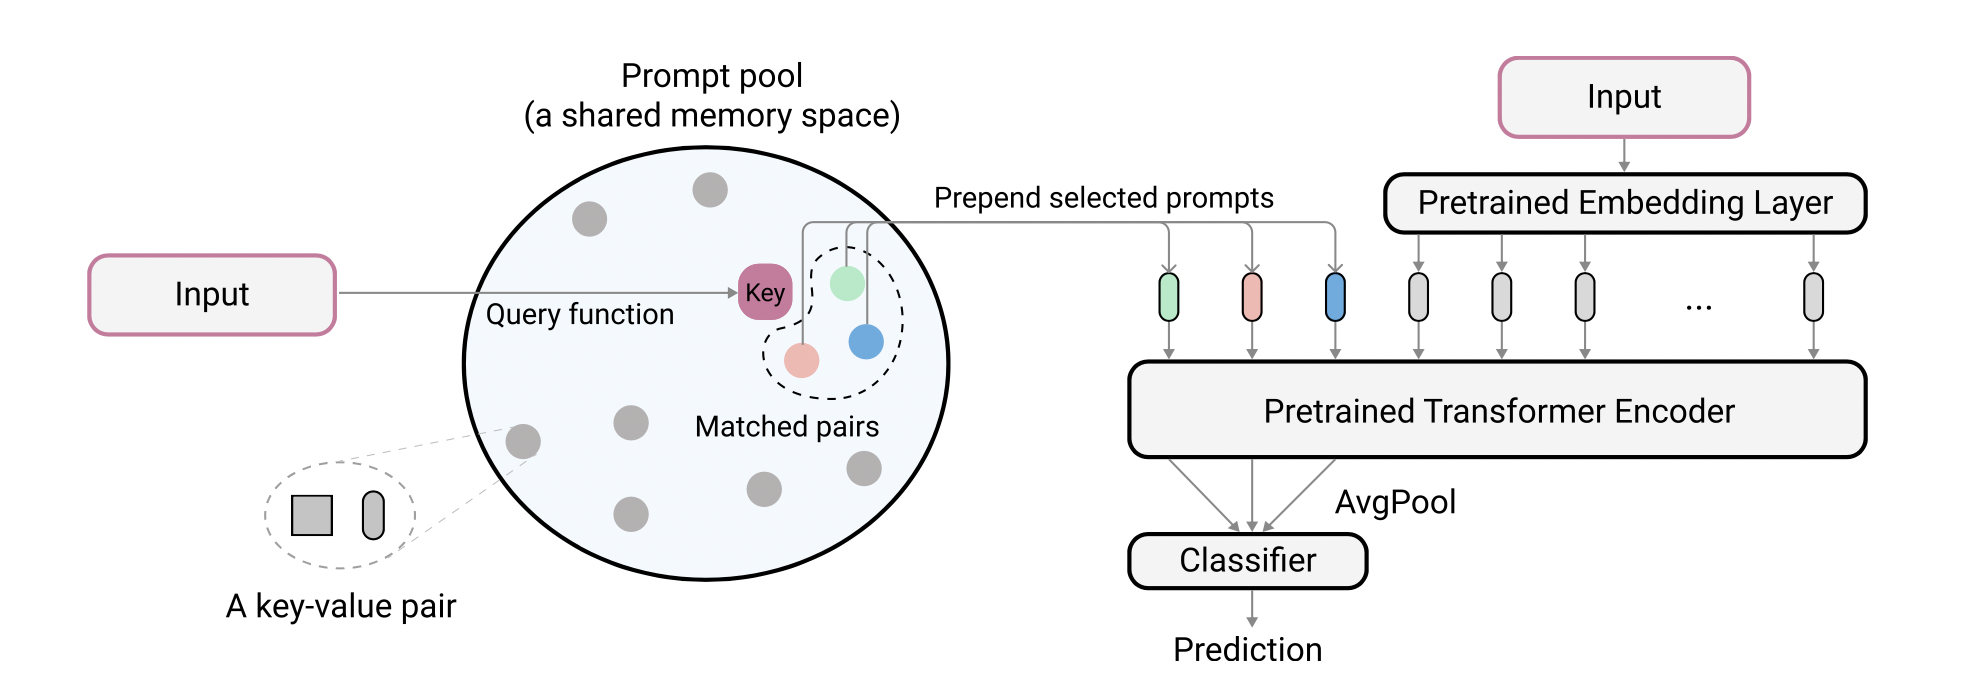 Prompt pool
(a shared memory space)
Input
Query function
Key
Matched pairs
A key-value pair
Prepend selected prompts
Input
Pretrained Embedding Layer
...
Pretrained Transformer Encoder
AvgPool
Classifier
Prediction